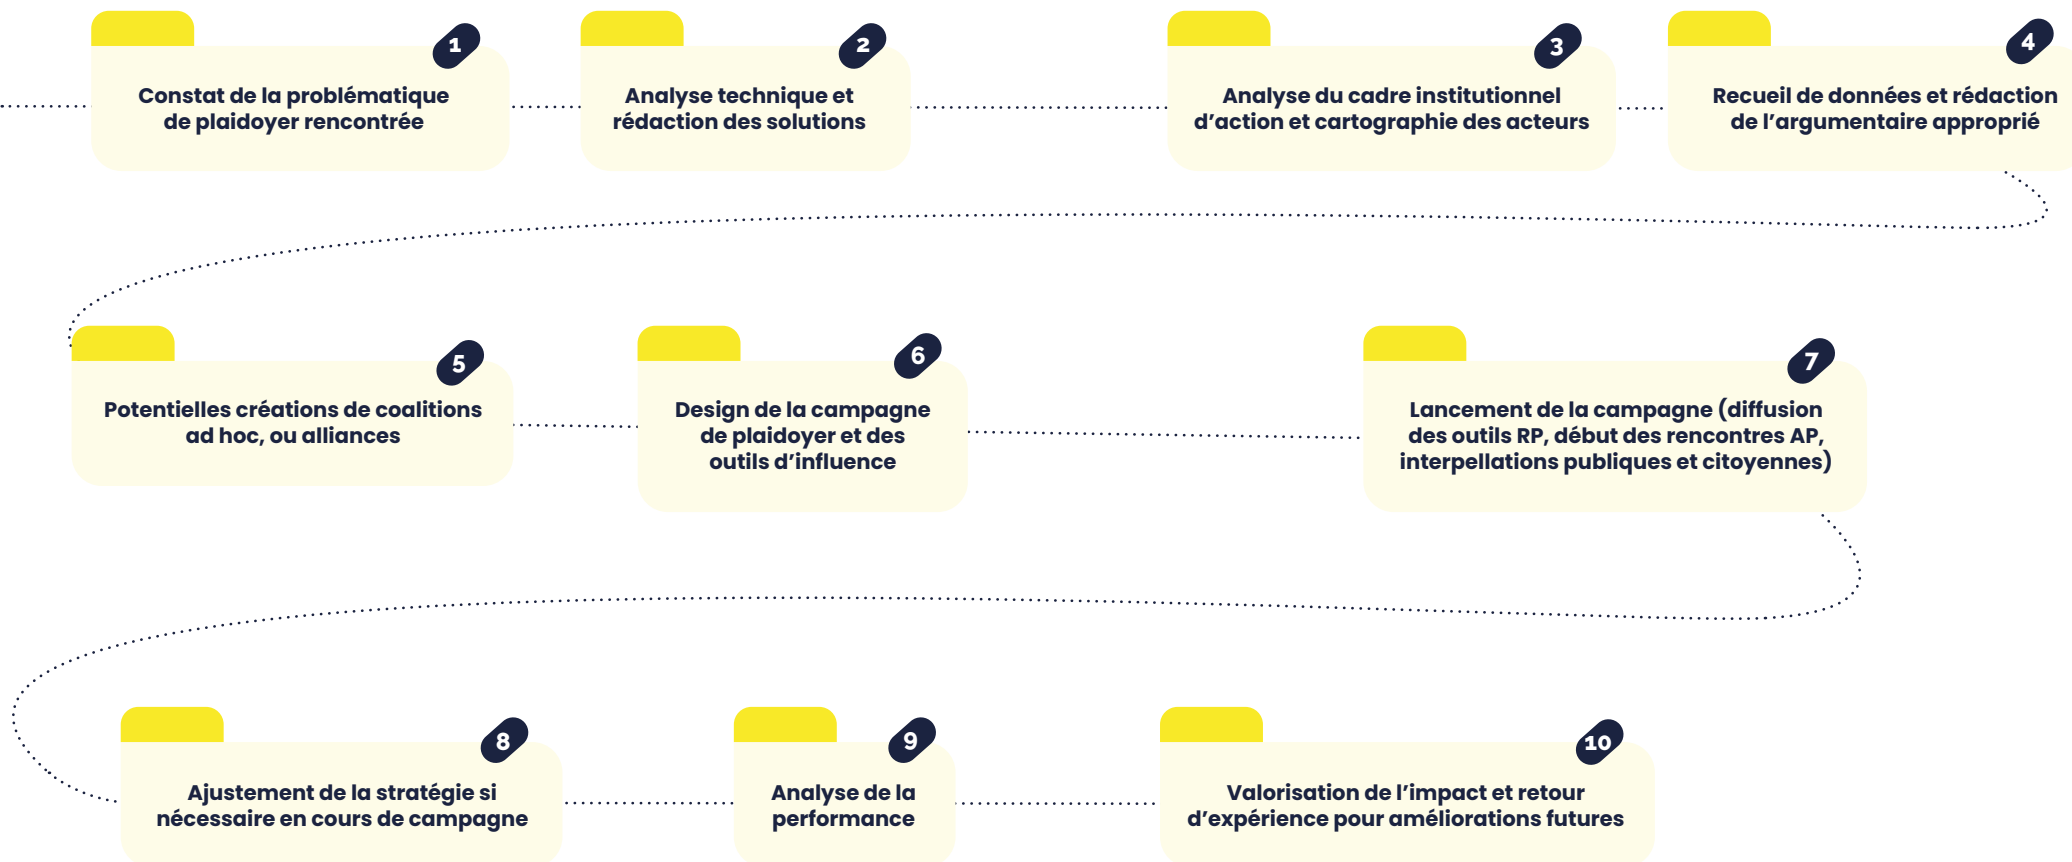 1
Constat de la problématique
de plaidoyer rencontrée
2
Analyse technique et
rédaction des solutions
3
Analyse du cadre institutionnel
d’action et cartographie des acteurs
4
Recueil de données et rédaction
de l’argumentaire approprié
5
Potentielles créations de coalitions
ad hoc, ou alliances
6
Design de la campagne
de plaidoyer et des
outils d’influence
7
Lancement de la campagne (diffusion
des outils RP, début des rencontres AP,
interpellations publiques et citoyennes)
8
Ajustement de la stratégie si
nécessaire en cours de campagne
9
Analyse de la
performance
10
Valorisation de l’impact et retour
d’expérience pour améliorations futures